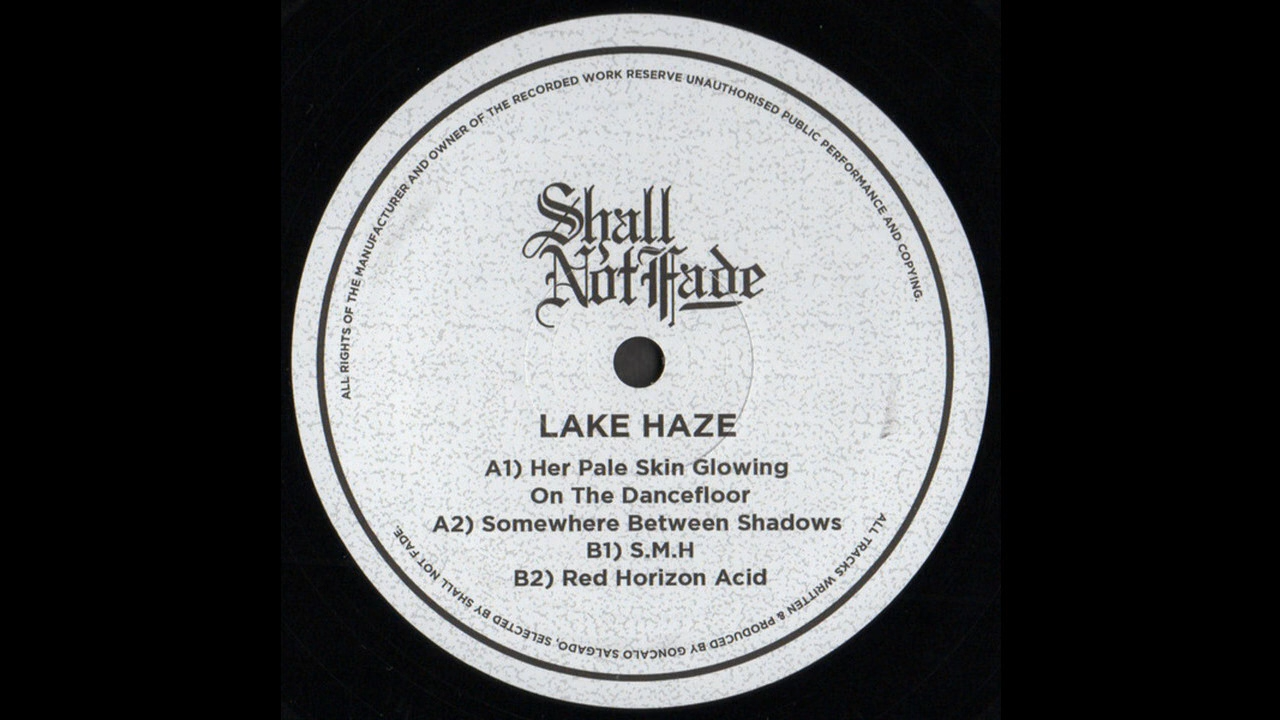 ALL RIGHTS OF THE MANUFACTURER AND OWNER OF THE RECORDED WORK RESERVE UNAUTHORISED PUBLIC PERFORMANCE AND COPYING.
Shall
Not Fade
LAKE HAZE
A1) Her Pale Skin Glowing
On The Dancefloor
A2) Somewhere Between Shadows
B1) S.M.H
B2) Red Horizon Acid
ALL TRACKS WRITTEN & PRODUCED BY GONCALO SALGADO, SELECTED BY SHALL NOT FADE.